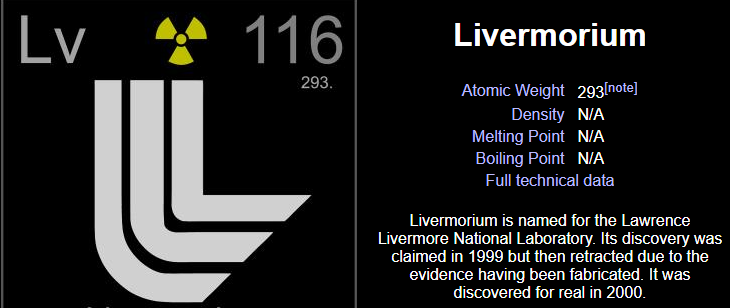 Lv 116
293.
Livermorium
Atomic Weight 293[note]
Density N/A
Melting Point N/A
Boiling Point N/A
Full technical data
Livermorium is named for the Lawrence
Livermore National Laboratory. Its discovery was
claimed in 1999 but then retracted due to the
evidence having been fabricated. It was
discovered for real in 2000.